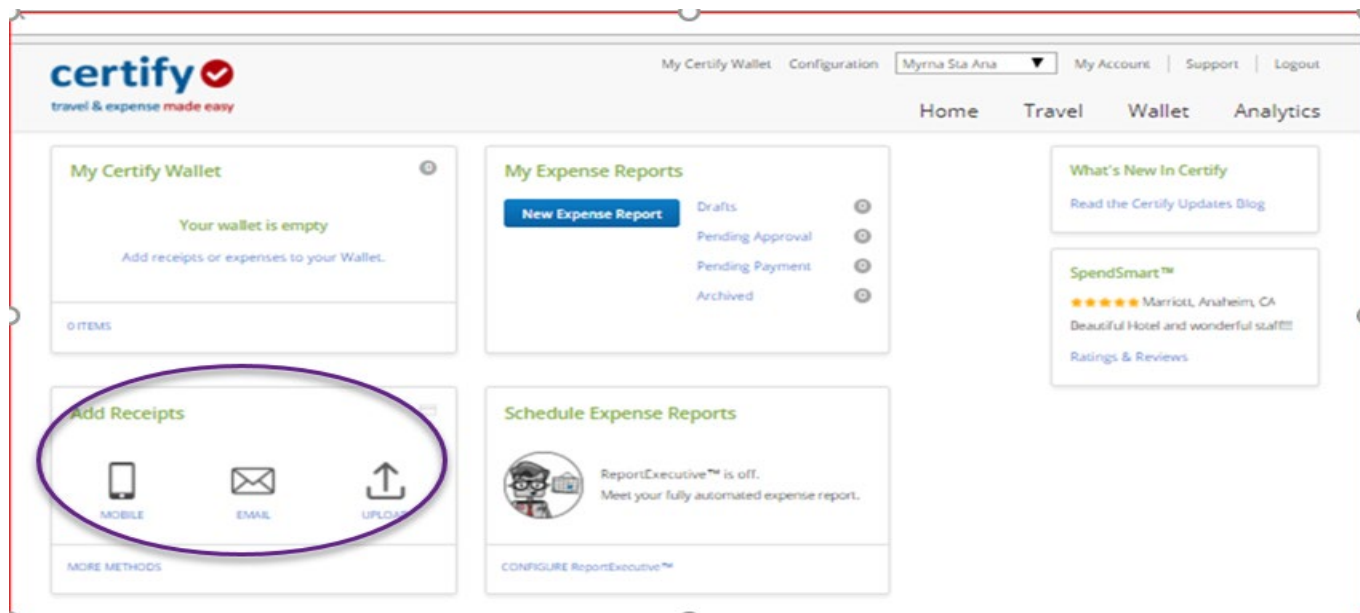 certify
travel & expense made easy
My Certify Wallet Configuration Myrna Sta Ana My Account Support Logout
Home Travel Wallet Analytics
My Certify Wallet
Your wallet is empty
Add receipts or expenses to your Wallet.
0 ITEMS
My Expense Reports
New Expense Report
Drafts
Pending Approval
Pending Payment
Archived
What's New In Certify
Read the Certify Updates Blog
SpendSmart™
Marriott, Anaheim, CA
Beautiful Hotel and wonderful staff!!!
Ratings & Reviews
Add Receipts
MOBILE EMAIL UPLOAD
MORE METHODS
Schedule Expense Reports
ReportExecutive™ is off.
Meet your fully automated expense report.
CONFIGURE ReportExecutive™